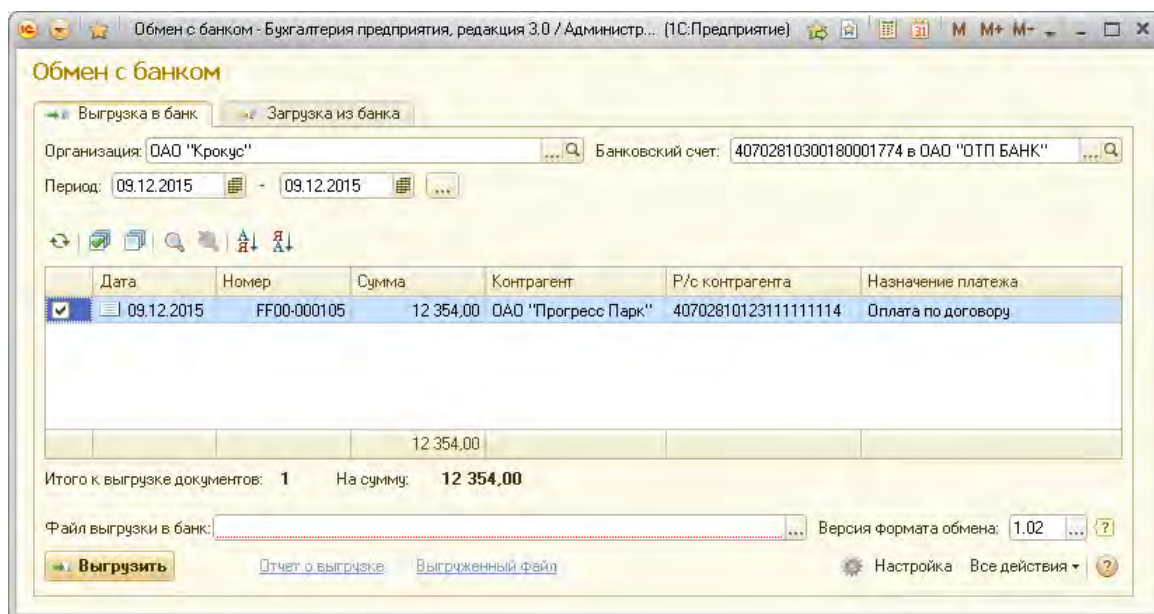 Обмен с банком - Бухгалтерия предприятия, редакция 3.0 / Администр... (1С:Предприятие) 31 M M+ M-
Обмен с банком
Выгрузка в банк Загрузка из банка
Организация: ОАО "Крокус" ... Банковский счет: 40702810300180001774 в ОАО "ОТП БАНК" ...
Период: 09.12.2015 - 09.12.2015 ...
Дата Номер Сумма Контрагент Р/с контрагента Назначение платежа
09.12.2015 FF00-000105 12 354,00 ОАО "Прогресс Парк" 40702810123111111114 Оплата по договору
12 354,00
Итого к выгрузке документов: 1 На сумму: 12 354,00
Файл выгрузки в банк: ... Версия формата обмена: 1.02 ... ?
Выгрузить Отчет о выгрузке Выгруженный файл Настройка Все действия ?